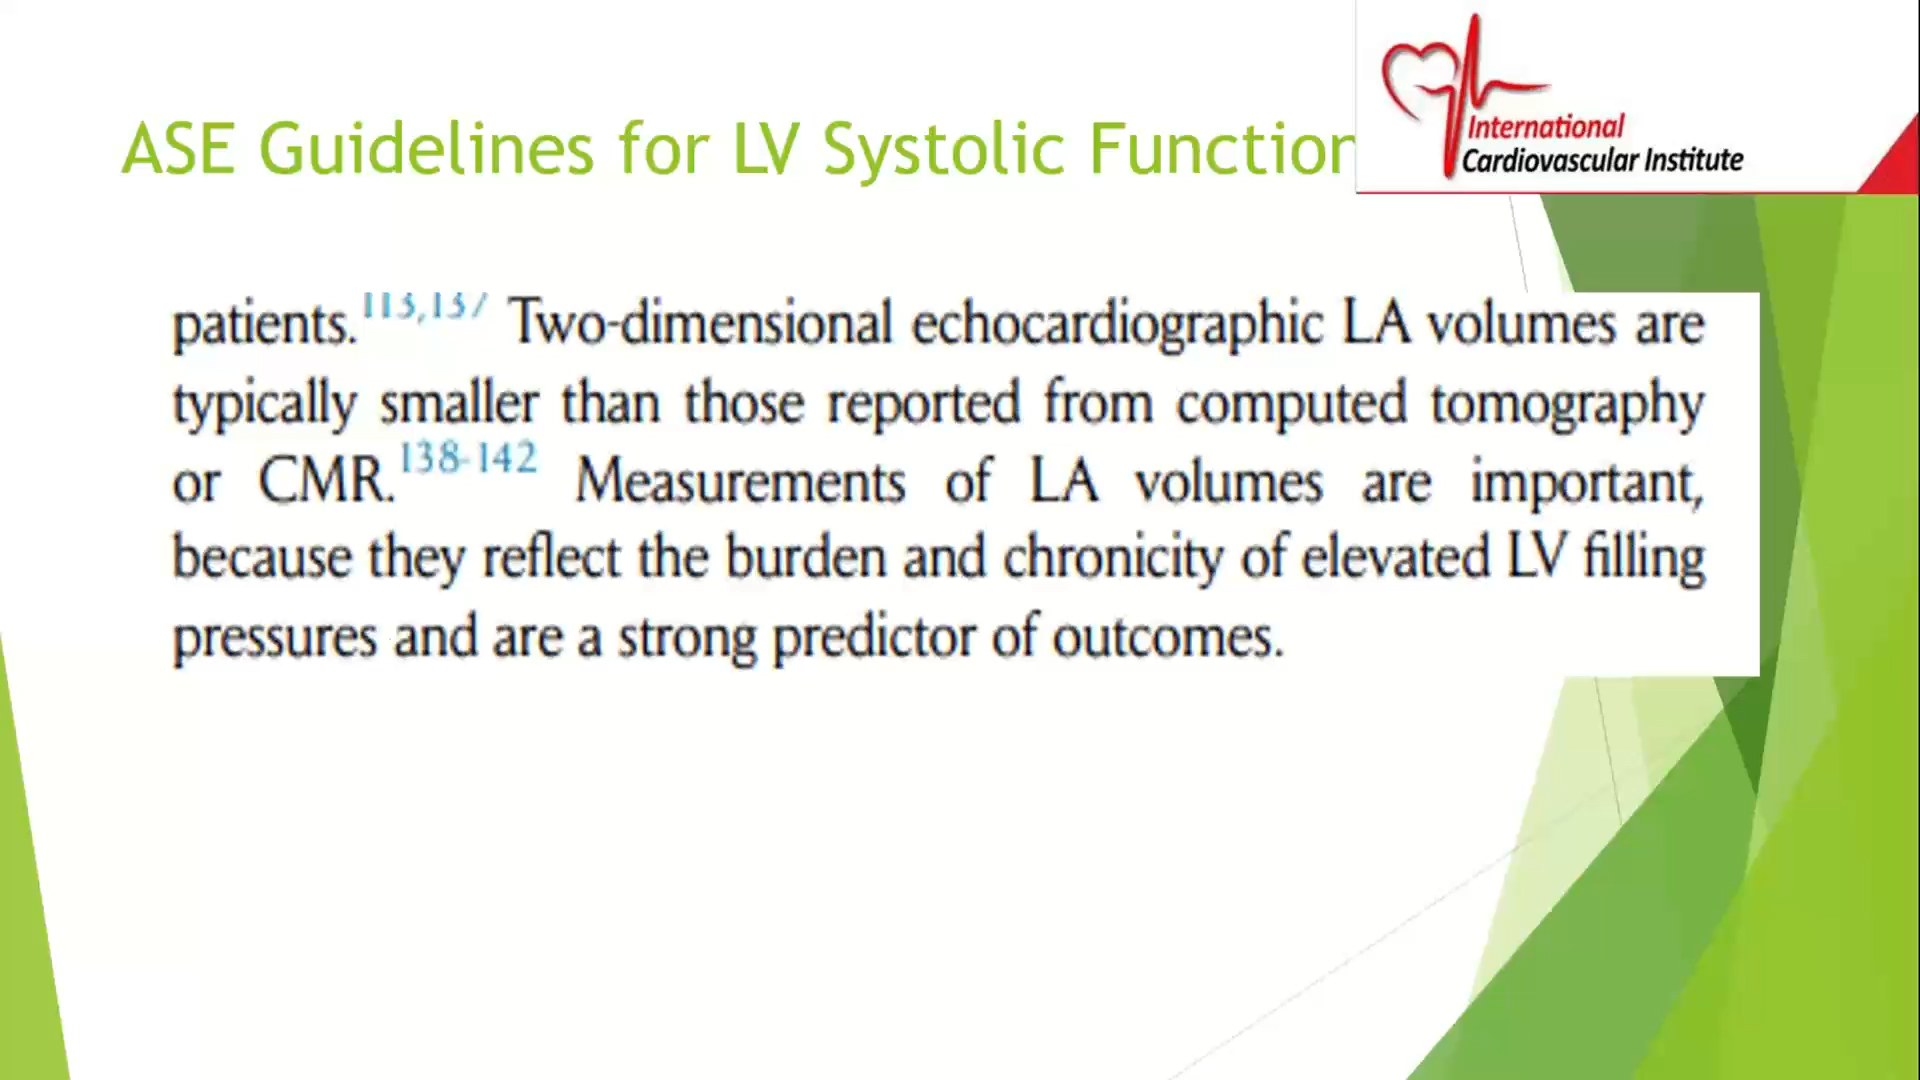 ASE Guidelines for LV Systolic Function
International
Cardiovascular Institute
patients.113,137 Two-dimensional echocardiographic LA volumes are
typically smaller than those reported from computed tomography
or CMR.138-142 Measurements of LA volumes are important,
because they reflect the burden and chronicity of elevated LV filling
pressures and are a strong predictor of outcomes.